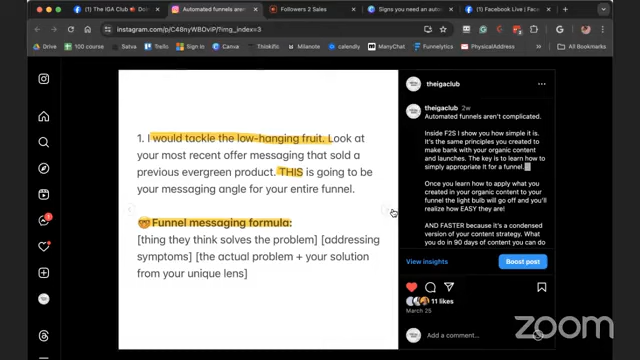 (1) The IGA Club
Automated funnels aren't com
Followers 2 Sales
Signs you need an auto
(1) Facebook Live | Faceb
instagram.com/p/C48nyWBOviP/?img_index=3
Drive
100 course
Satva
Trello
Sign In
Canva
Thinkific
Milanote
calendly
ManyChat
Funnelytics
PhysicalAddress
All Bookmarks
1. I would tackle the low-hanging fruit. Look at
your most recent offer messaging that sold a
previous evergreen product. THIS is going to be
your messaging angle for your entire funnel.
🤓 Funnel messaging formula:
[thing they think solves the problem] [addressing
symptoms] [the actual problem + your solution
from your unique lens]
theigaclub
theigaclub 2w
Automated funnels aren't complicated.
Inside F2S I show you how simple it is.
It's the same principles you created to
make bank with your organic content
and launches. The key is to learn how to
simply appropriate it for a funnel.
Once you learn how to apply what you
created in your organic content to your
funnel the light bulb will go off and you'll
realize how EASY they are!
AND FASTER because it's a condensed
version of your content strategy. What
you do in 90 days of content you can do
View insights
Boost post
11 likes
March 25
Add a comment...
zoom